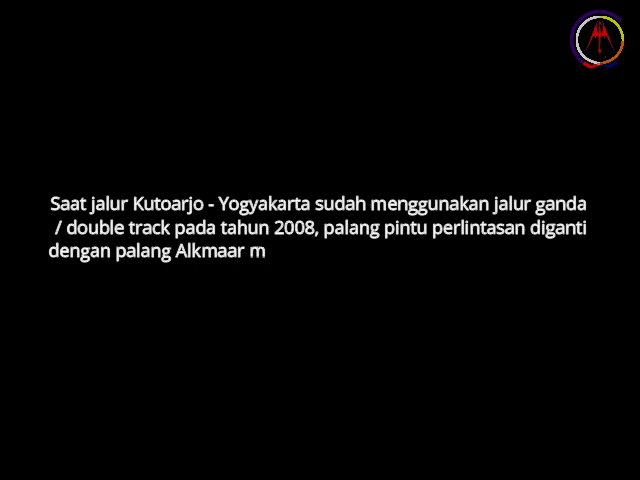 Saat jalur Kutoarjo - Yogyakarta sudah menggunakan jalur ganda
/ double track pada tahun 2008, palang pintu perlintasan diganti
dengan palang Alkmaar m